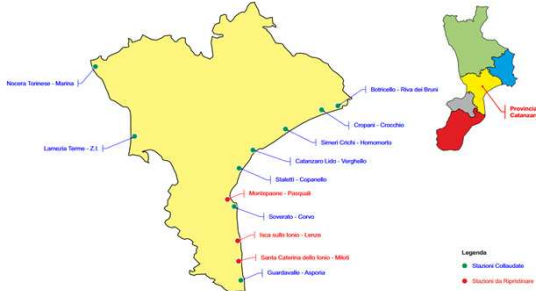 Nocera Torinese - Marina
Botricello - Riva dei Bruni
Cropani - Crocchio
Provincia
Catanzaro
Simeri Crichi - Homomorto
Lamezia Terme - Z.I.
Catanzaro Lido - Verghello
Stalettì - Copanello
Montepaone - Pasquali
Soverato - Corvo
Isca sullo Ionio - Lenza
Santa Caterina dello Ionio - Miloti
Guardavalle - Asporia
Legenda
Stazioni Collaudate
Stazioni da Ripristinare